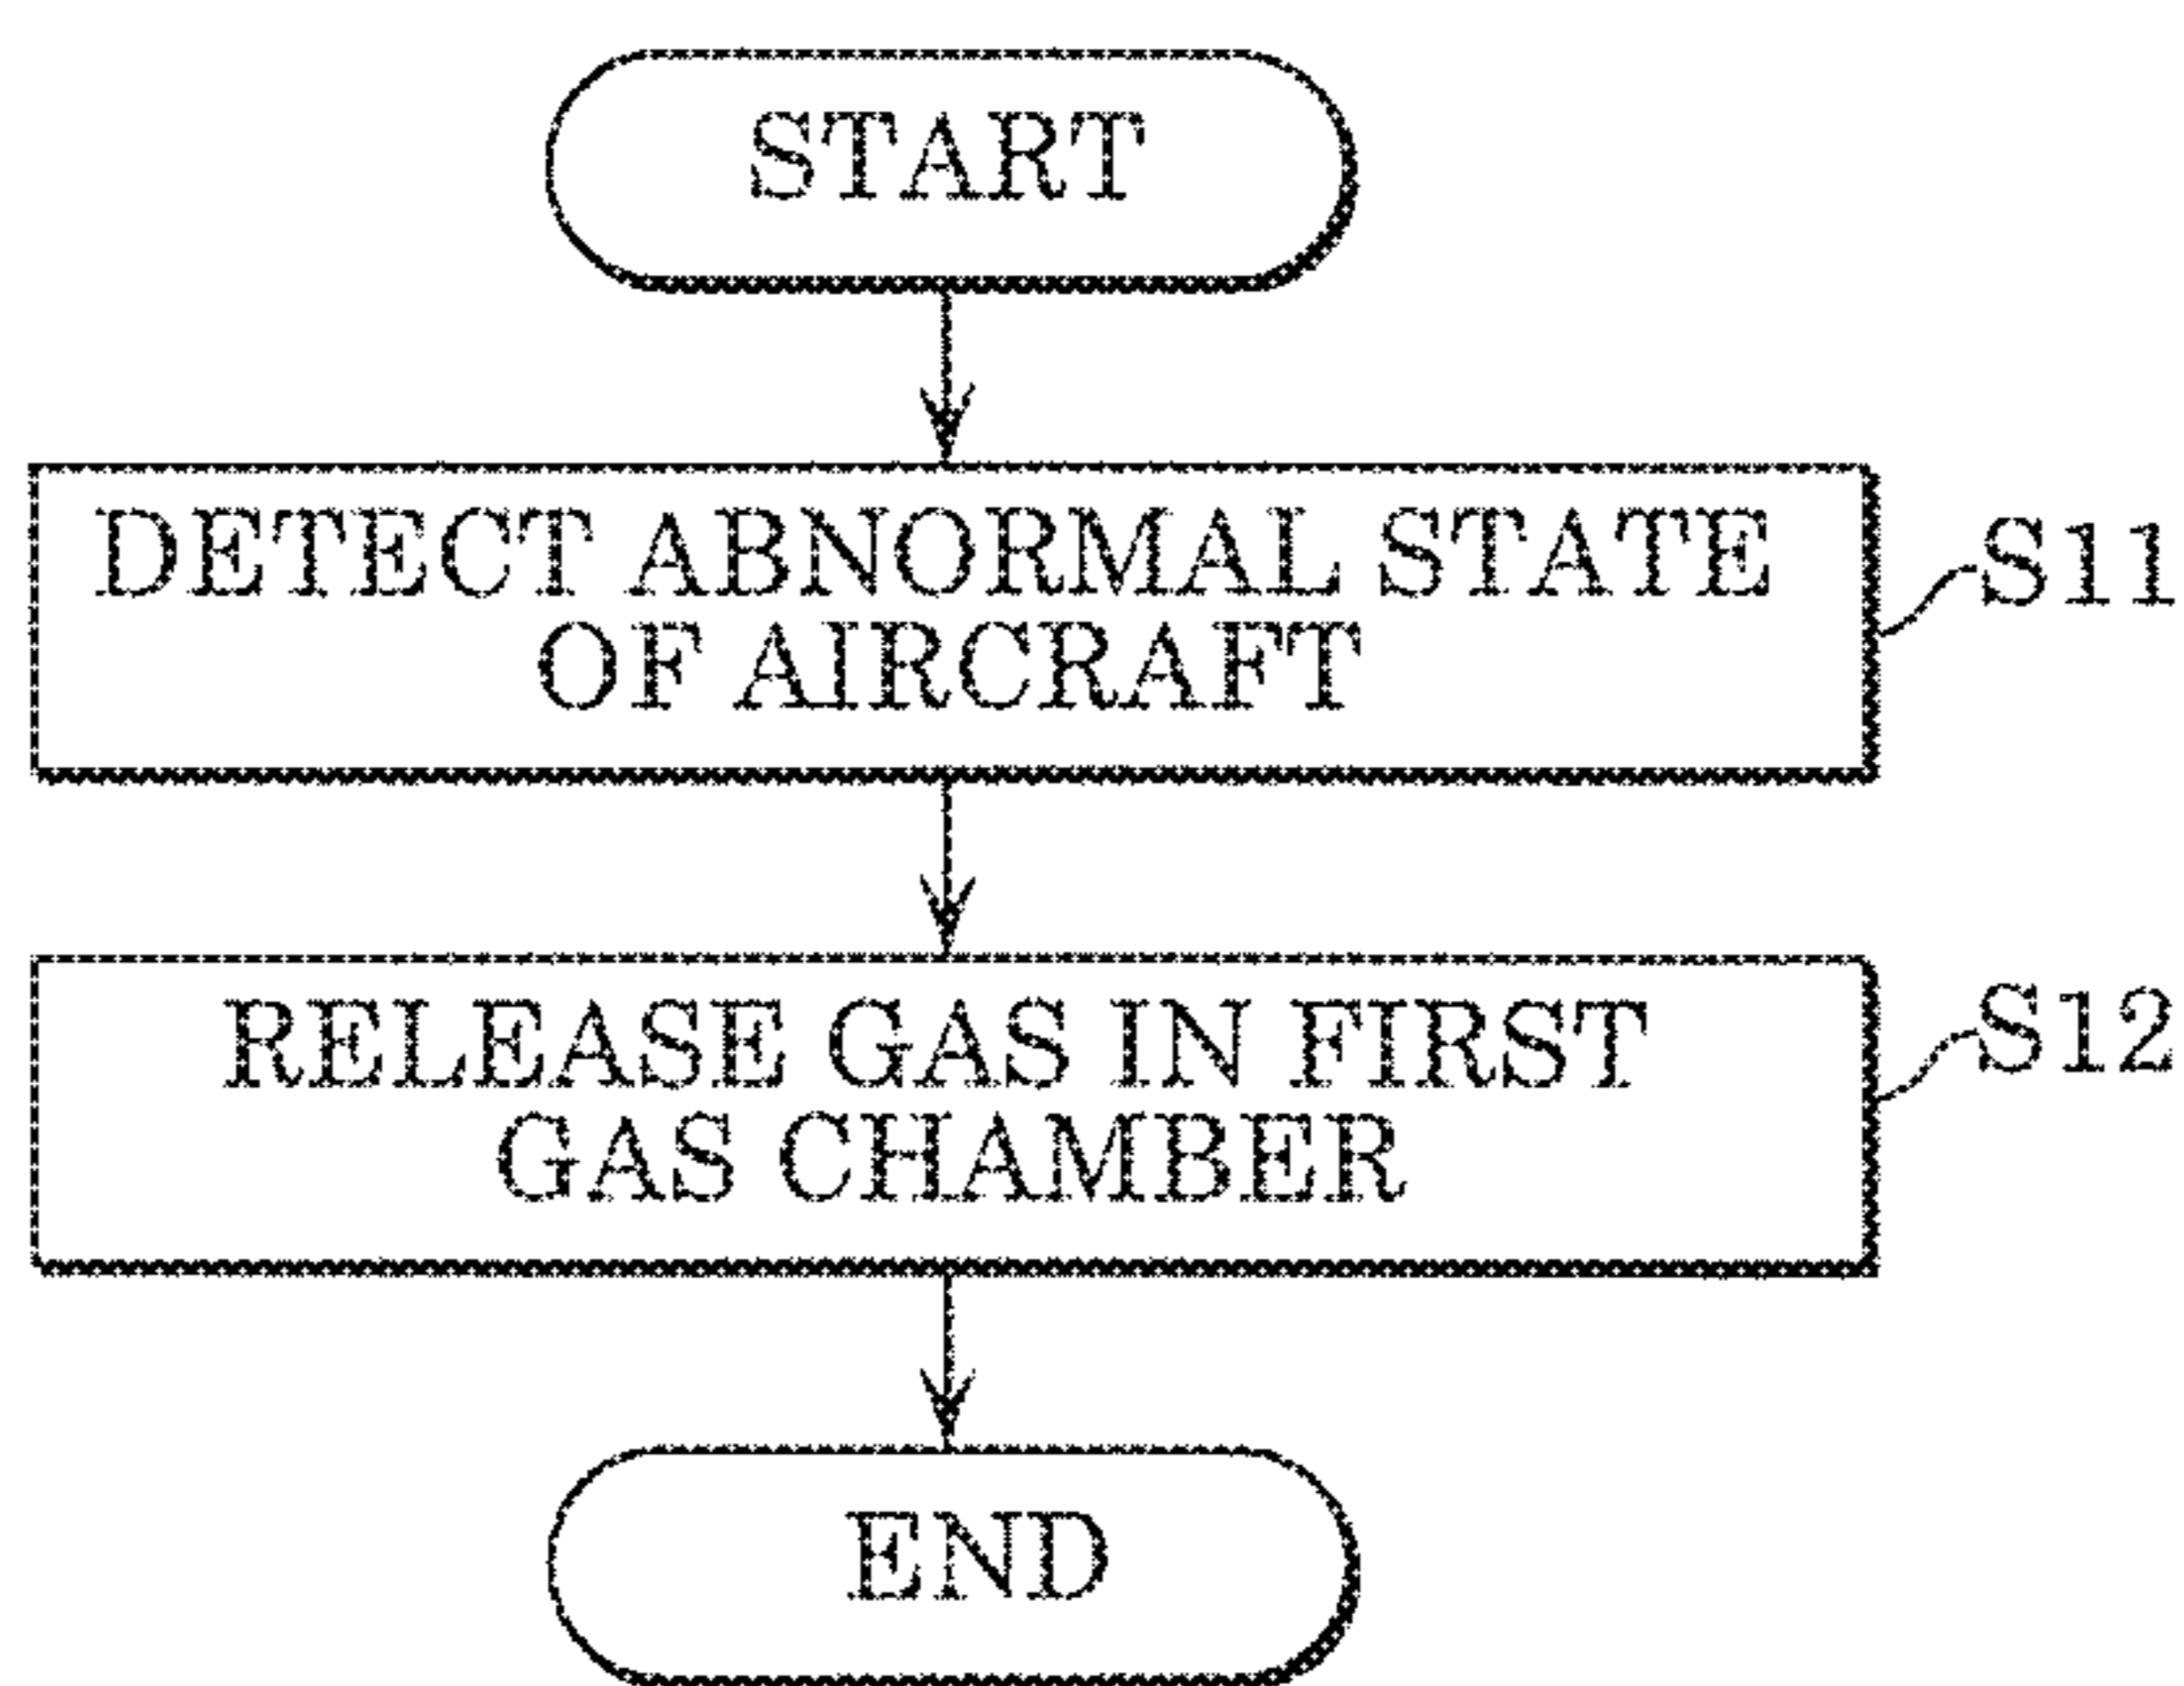 START
DETECT ABNORMAL STATE
OF AIRCRAFT
S11
RELEASE GAS IN FIRST
GAS CHAMBER
S12
END